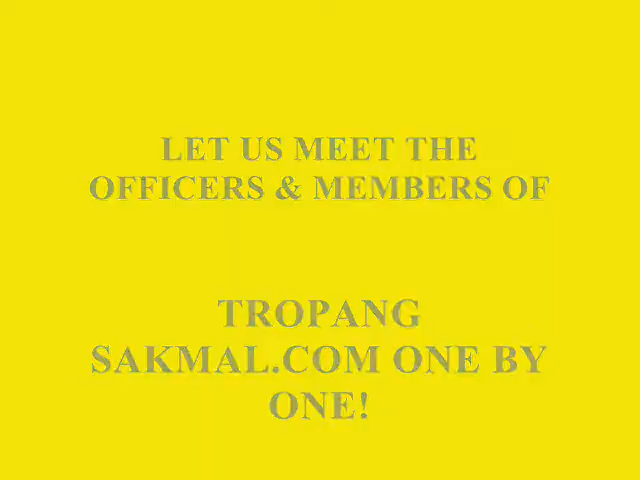 LET US MEET THE
OFFICERS & MEMBERS OF
TROPANG
SAKMAL.COM ONE BY
ONE!